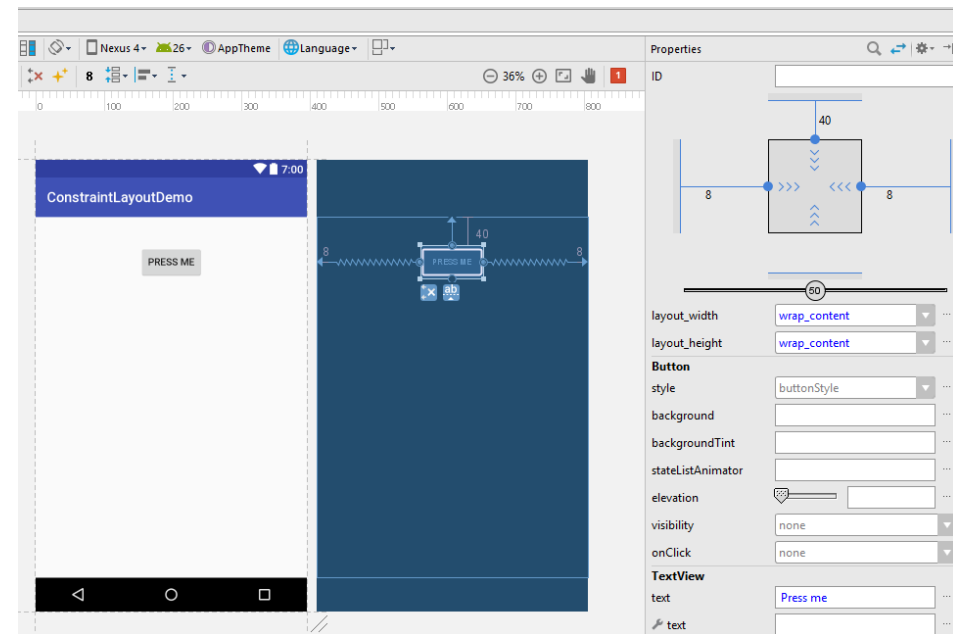 Nexus 4 26 AppTheme Language
Properties
8 36% 1
ID
0 100 200 300 400 500 600 700 800
40
7:00
ConstraintLayoutDemo
8 8
40
PRESS ME
8 PRESS ME 8
ab
50
layout_width wrap_content
layout_height wrap_content
Button
style buttonStyle
background
backgroundTint
stateListAnimator
elevation
visibility none
onClick none
TextView
text Press me
text